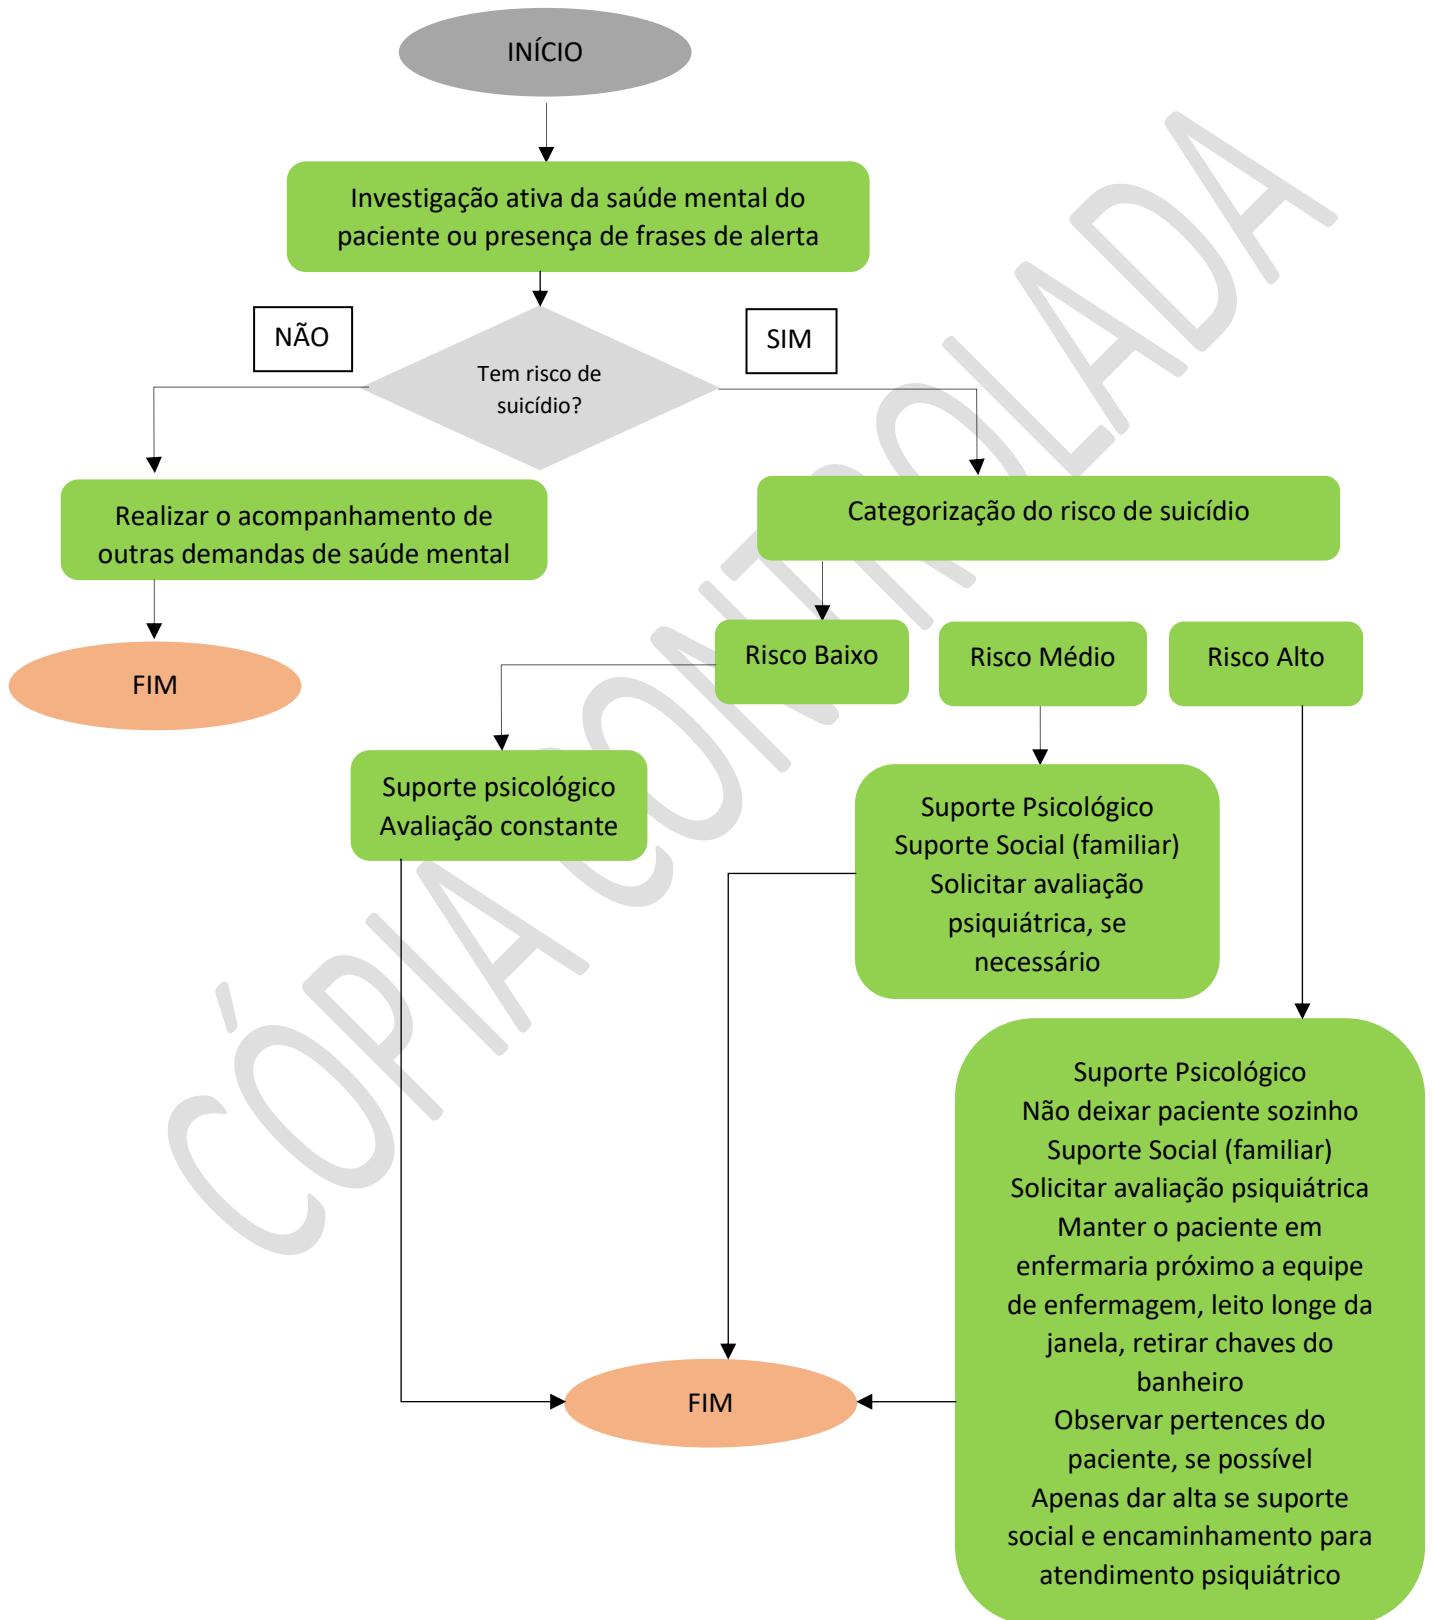 INÍCIO
Investigação ativa da saúde mental do
paciente ou presença de frases de alerta
NÃO
SIM
Tem risco de
suicídio?
Realizar o acompanhamento de
outras demandas de saúde mental
Categorização do risco de suicídio
FIM
Risco Baixo
Risco Médio
Risco Alto
Suporte psicológico
Avaliação constante
Suporte Psicológico
Suporte Social (familiar)
Solicitar avaliação
psiquiátrica, se
necessário
Suporte Psicológico
Não deixar paciente sozinho
Suporte Social (familiar)
Solicitar avaliação psiquiátrica
Manter o paciente em
enfermaria próximo a equipe
de enfermagem, leito longe da
janela, retirar chaves do
banheiro
Observar pertences do
paciente, se possível
Apenas dar alta se suporte
social e encaminhamento para
atendimento psiquiátrico
FIM
CÓPIA CONTROLADA